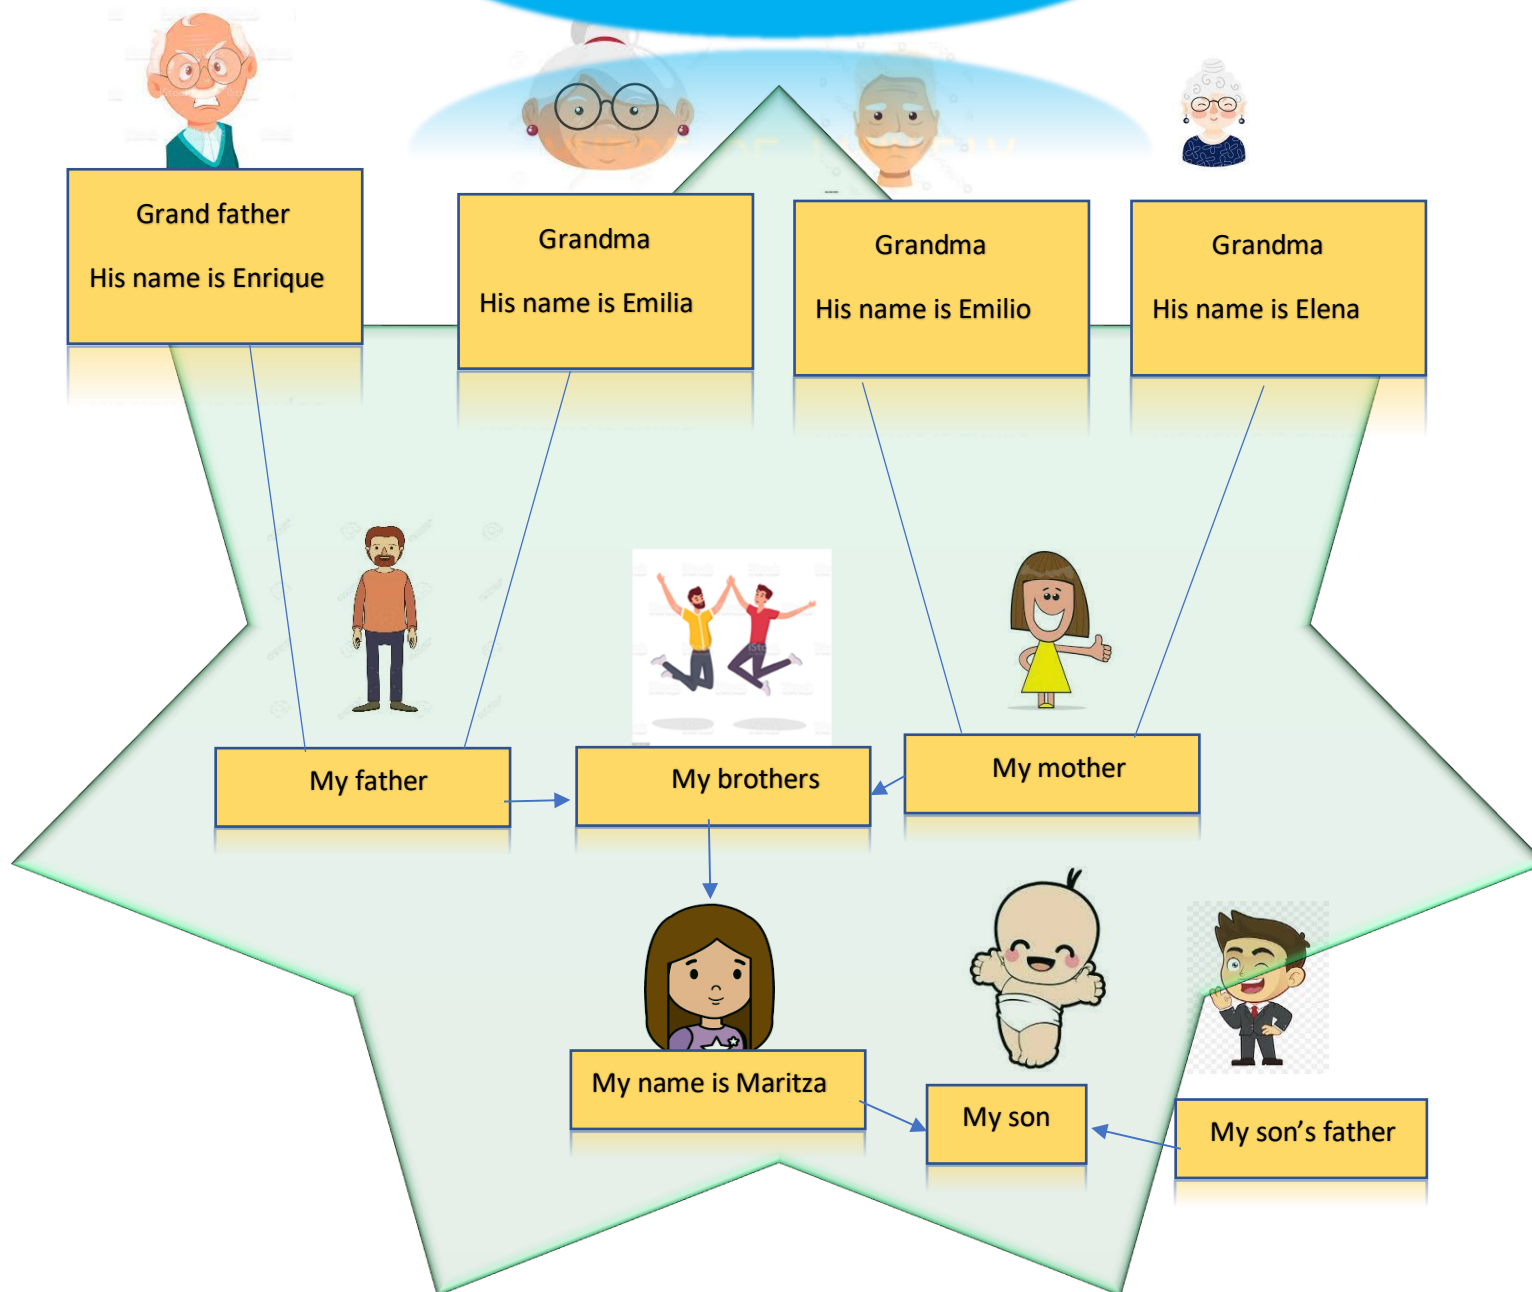 Grand father
His name is Enrique
Grandma
His name is Emilia
Grandma
His name is Emilio
Grandma
His name is Elena
My father
My brothers
My mother
My name is Maritza
My son
My son’s father